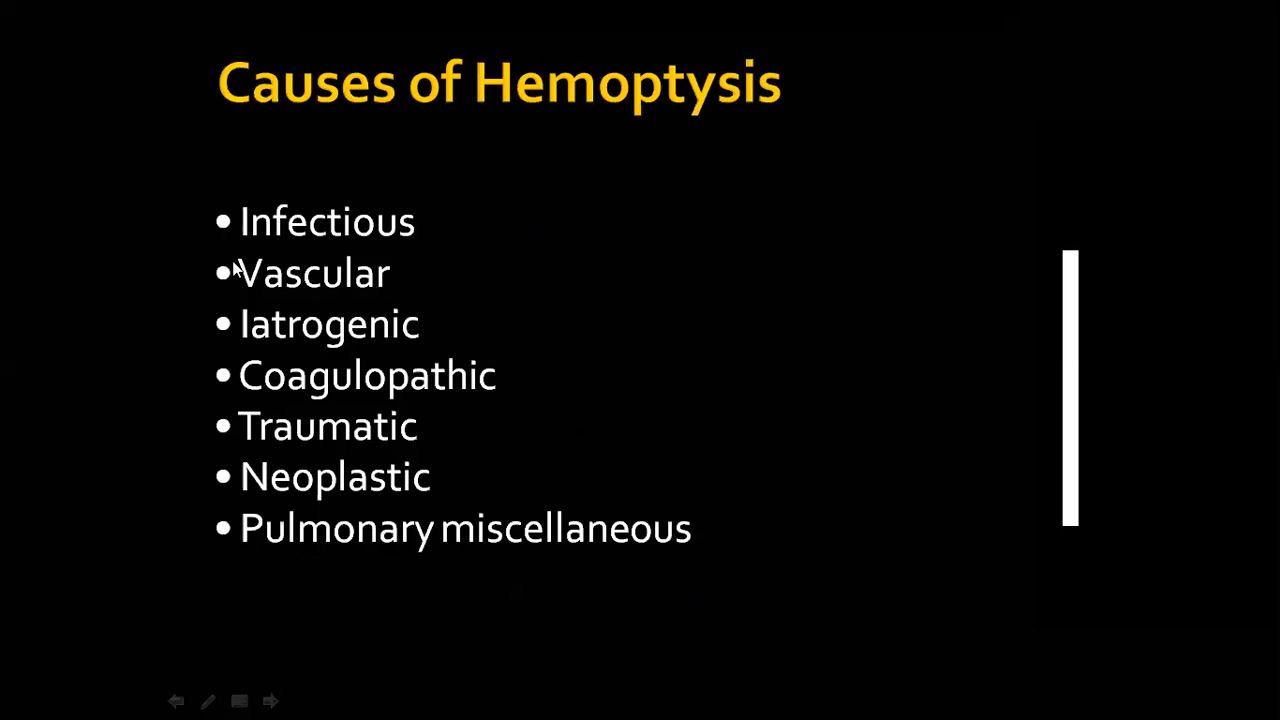 Causes of Hemoptysis
• Infectious
• Vascular
• Iatrogenic
• Coagulopathic
• Traumatic
• Neoplastic
• Pulmonary miscellaneous